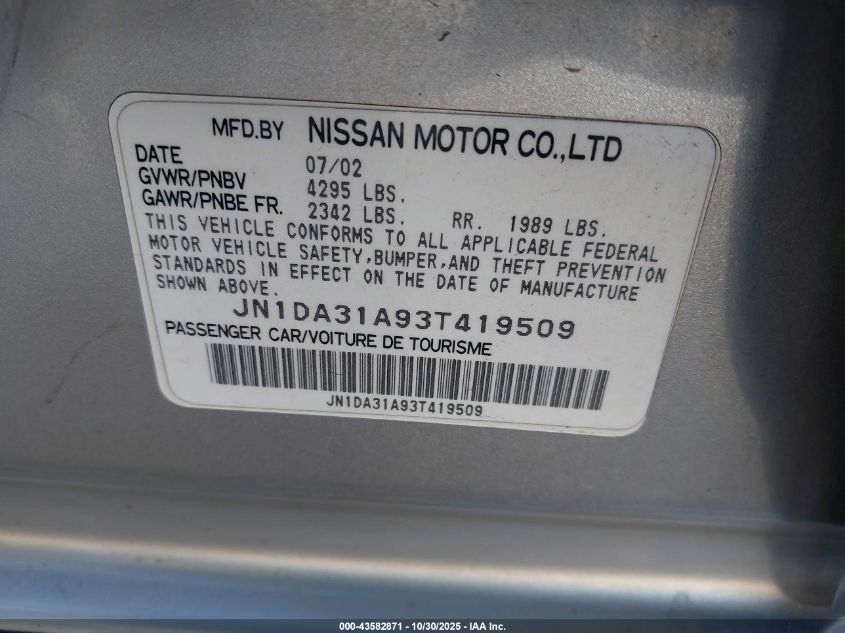 MFD.BY NISSAN MOTOR CO.,LTD
DATE 07/02
GVWR/PNBV 4295 LBS.
GAWR/PNBE FR. 2342 LBS. RR. 1989 LBS.
THIS VEHICLE CONFORMS TO ALL APPLICABLE FEDERAL
MOTOR VEHICLE SAFETY,BUMPER,AND THEFT PREVENTION
STANDARDS IN EFFECT ON THE DATE OF MANUFACTURE
SHOWN ABOVE.
JN1DA31A93T419509
PASSENGER CAR/VOITURE DE TOURISME
JN1DA31A93T419509
000-43582871 | 10/30/2025 - IAA Inc.